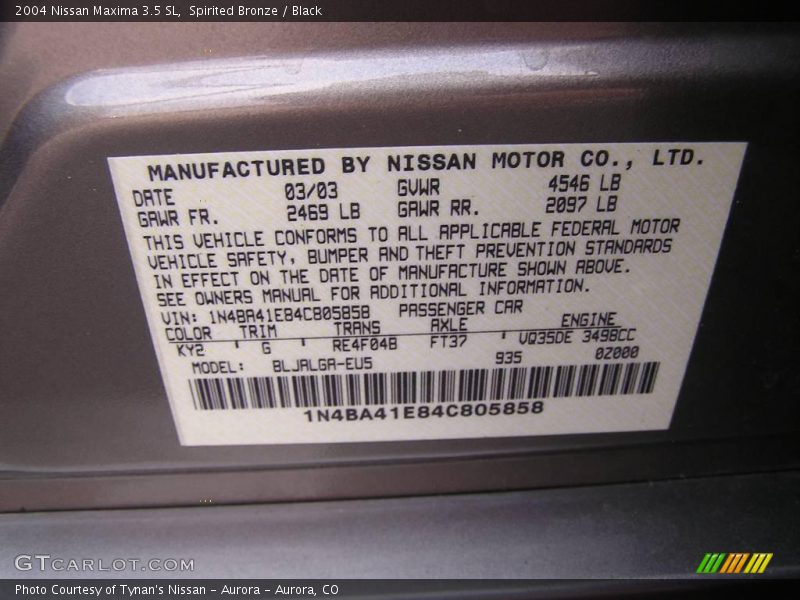 2004 Nissan Maxima 3.5 SL, Spirited Bronze / Black
MANUFACTURED BY NISSAN MOTOR CO., LTD.
DATE 03/03 GVWR 4546 LB
GAWR FR. 2469 LB GAWR RR. 2097 LB
THIS VEHICLE CONFORMS TO ALL APPLICABLE FEDERAL MOTOR
VEHICLE SAFETY, BUMPER AND THEFT PREVENTION STANDARDS
IN EFFECT ON THE DATE OF MANUFACTURE SHOWN ABOVE.
SEE OWNERS MANUAL FOR ADDITIONAL INFORMATION.
VIN: 1N4BA41E84C805858 PASSENGER CAR
COLOR TRIM TRANS AXLE ENGINE
KY2 G RE4F04B FT37 VQ35DE 3498CC
MODEL: BLJALGA-EU5 935 0Z000
1N4BA41E84C805858
GTCARLOT.COM
Photo Courtesy of Tynan's Nissan - Aurora - Aurora, CO